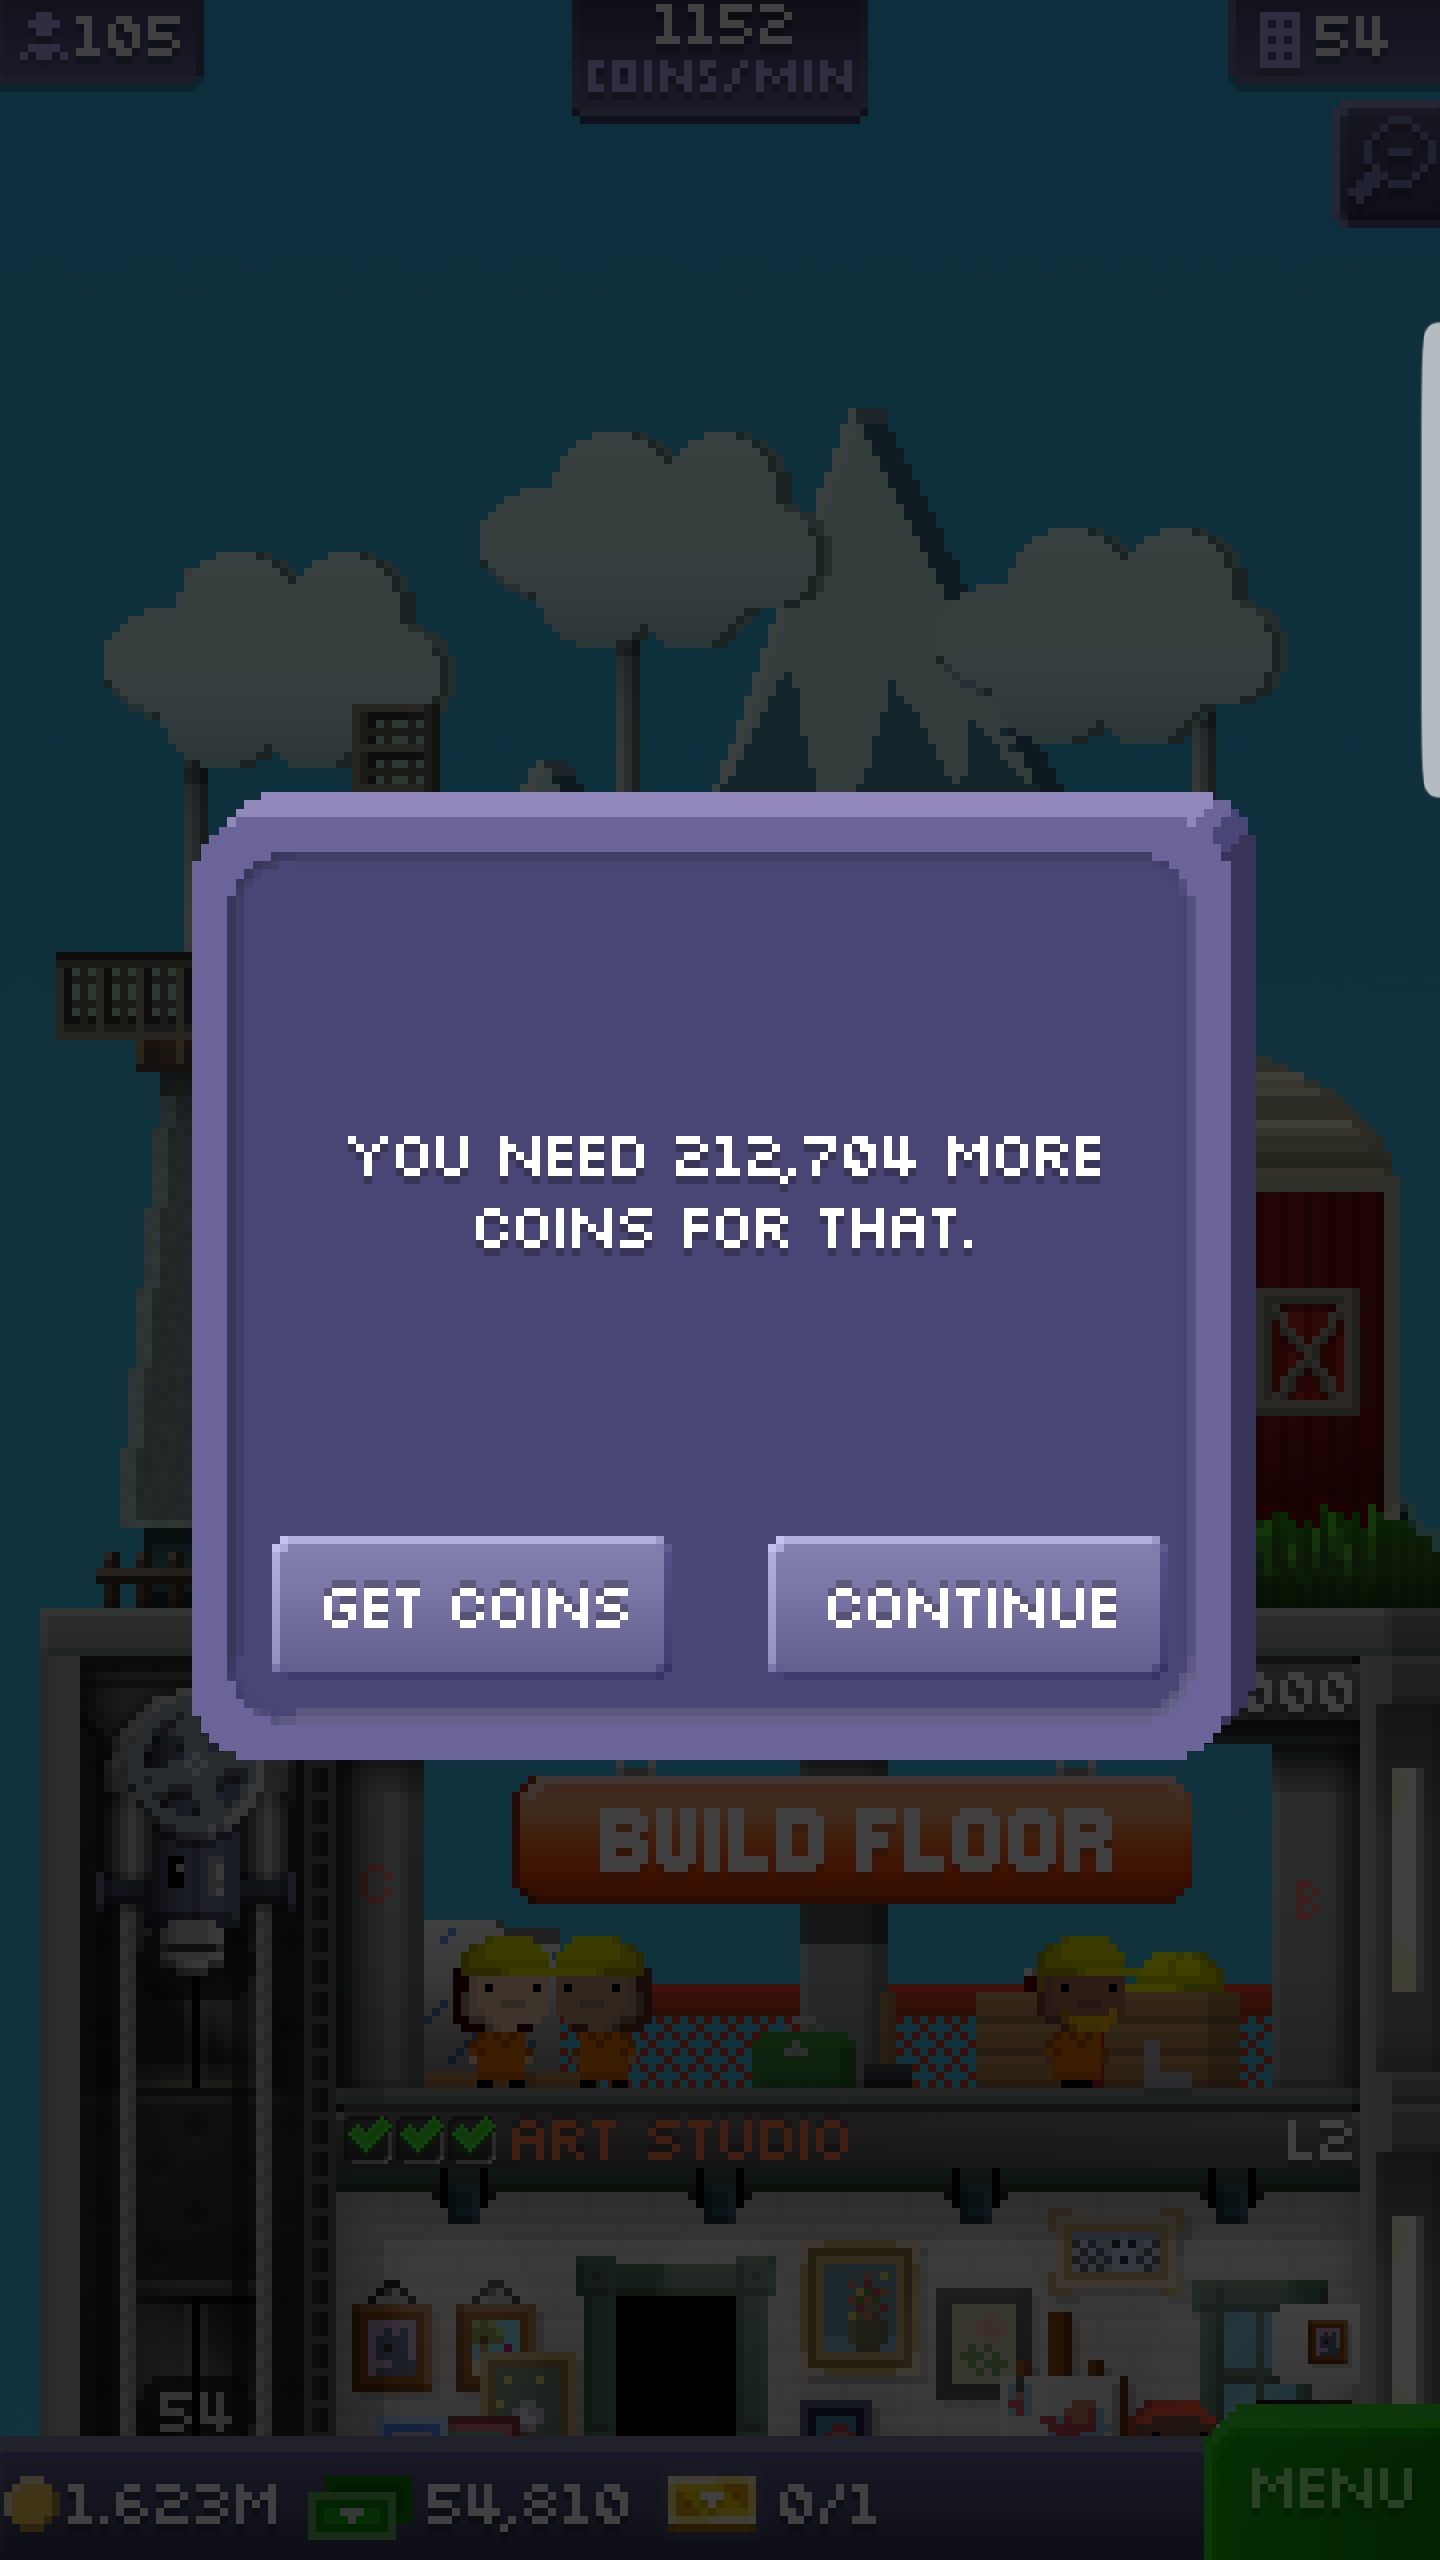 105
1152
COINS/MIN
54
YOU NEED 212,704 MORE
COINS FOR THAT.
GET COINS
CONTINUE
000
BUILD FLOOR
C
B
ART STUDIO
L2
54
1.623M
54,810
0/1
MENU